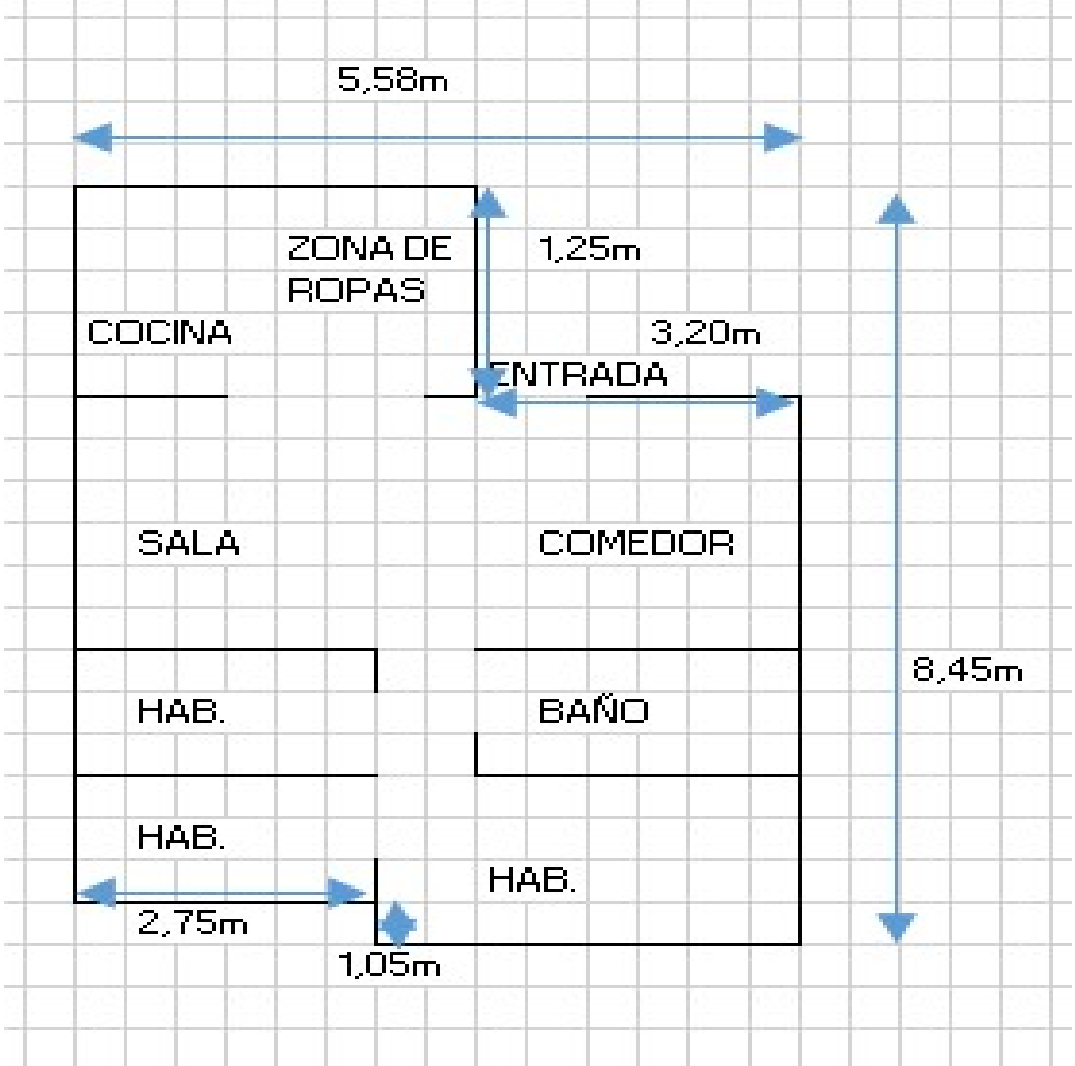 5,58m
ZONA DE
ROPAS
1,25m
COCINA
3,20m
ENTRADA
SALA
COMEDOR
8,45m
HAB.
BAÑO
HAB.
HAB.
2,75m
1,05m